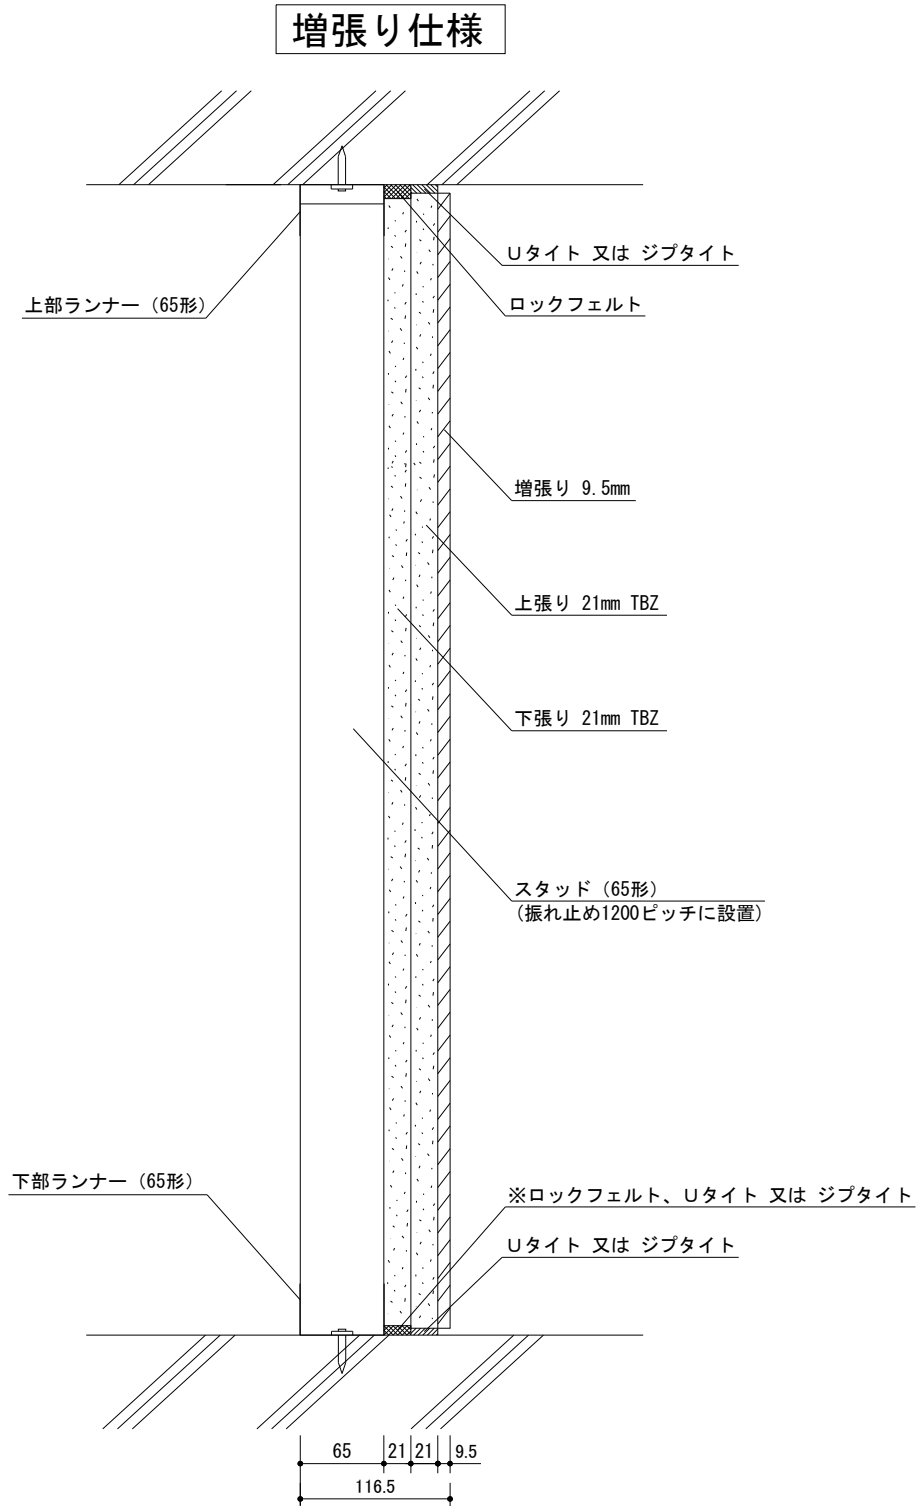 増張り仕様
Uタイト 又は ジプタイト
上部ランナー（65形）
ロックフェルト
増張り 9.5mm
上張り 21mm TBZ
下張り 21mm TBZ
スタッド（65形）
（振れ止め1200ピッチに設置）
下部ランナー（65形）
※ロックフェルト、Uタイト 又は ジプタイト
Uタイト 又は ジプタイト
65 21 21 9.5
116.5